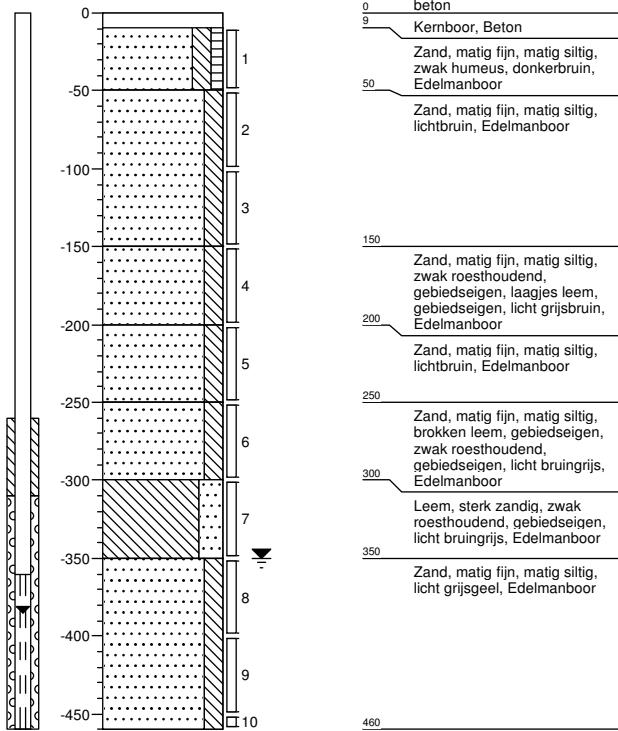 0
-50
-100
-150
-200
-250
-300
-350
-400
-450
1
2
3
4
5
6
7
8
9
10
0
beton
9
Kernboor, Beton
Zand, matig fijn, matig siltig,
zwak humeus, donkerbruin,
Edelmanboor
50
Zand, matig fijn, matig siltig,
lichtbruin, Edelmanboor
150
Zand, matig fijn, matig siltig,
zwak roesthoudend,
gebiedseigen, laagjes leem,
gebiedseigen, licht grijsbruin,
Edelmanboor
200
Zand, matig fijn, matig siltig,
lichtbruin, Edelmanboor
250
Zand, matig fijn, matig siltig,
brokken leem, gebiedseigen,
zwak roesthoudend,
gebiedseigen, licht bruingrijs,
Edelmanboor
300
Leem, sterk zandig, zwak
roesthoudend, gebiedseigen,
licht bruingrijs, Edelmanboor
350
Zand, matig fijn, matig siltig,
licht grijsgeel, Edelmanboor
460